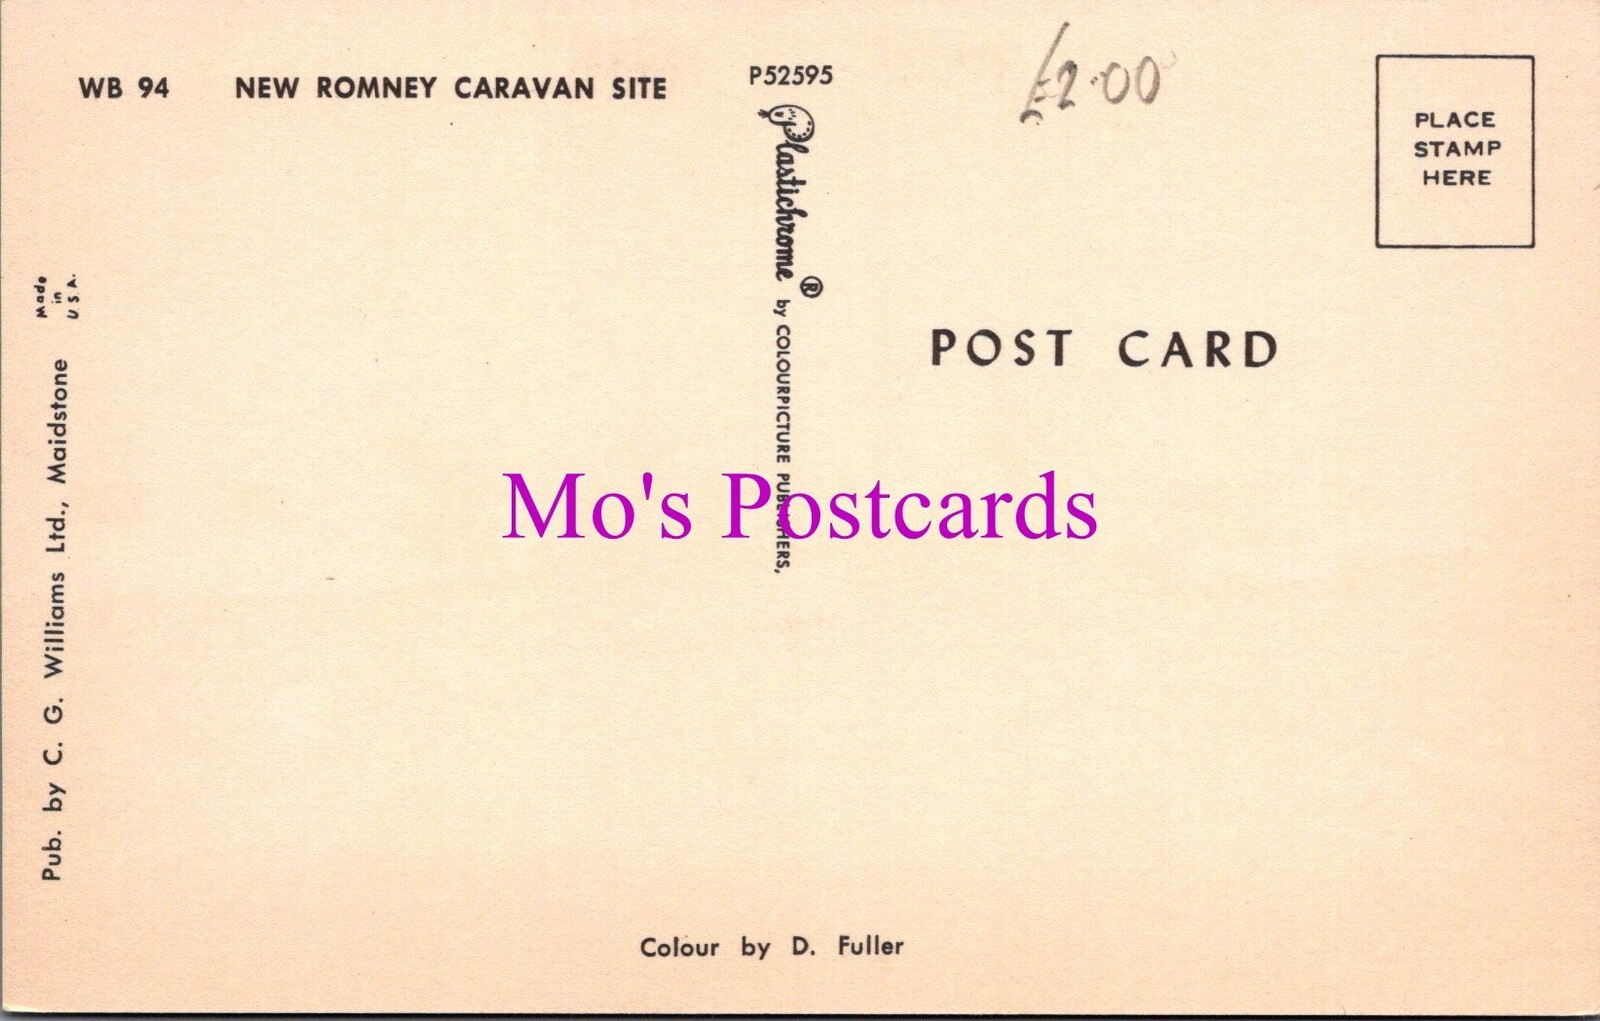 WB 94 NEW ROMNEY CARAVAN SITE
P52595
£2.00
PLACE
STAMP
HERE
Plastichrome® by COLOURPICTURE PUBLISHERS,
POST CARD
Made
in
U.S.A.
Pub. by C. G. Williams Ltd., Maidstone
Mo's Postcards
Colour by D. Fuller